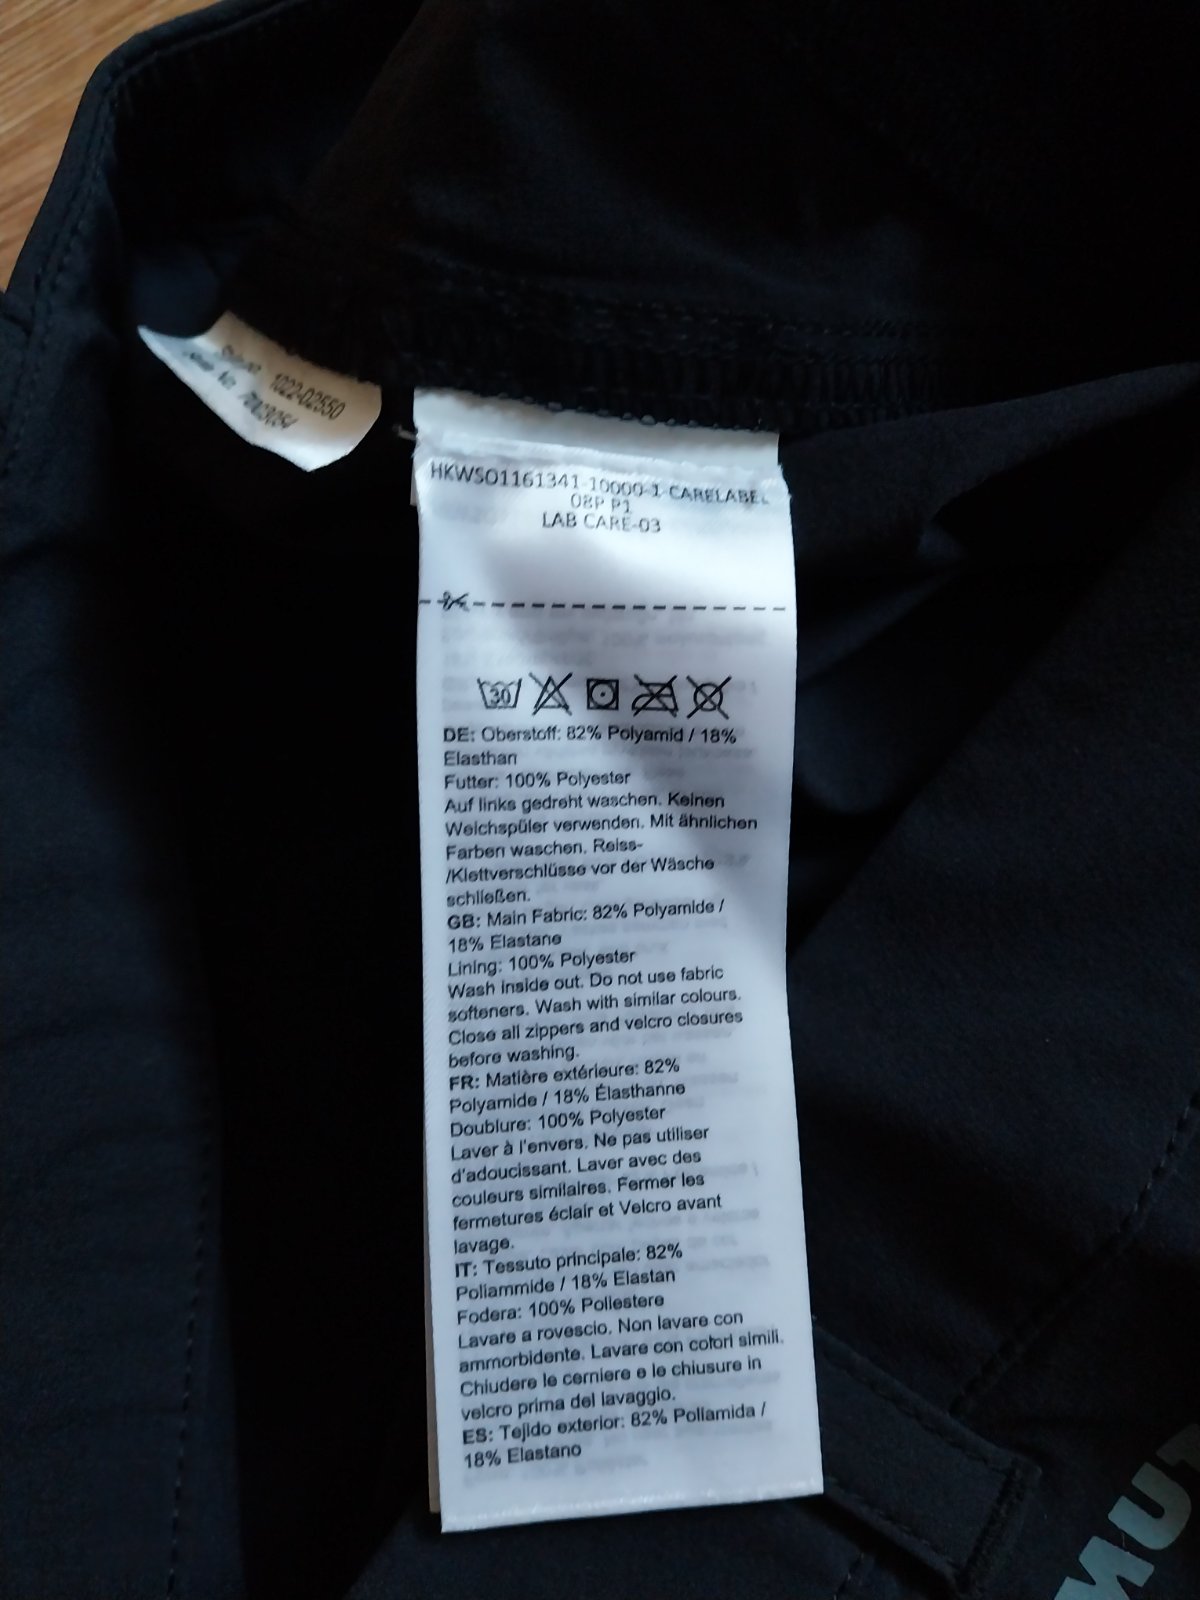 1022-02550
HKWSO1161341-10000-1 CARELABEL
08P P1
LAB CARE-03
30
DE: Oberstoff: 82% Polyamid / 18%
Elasthan
Futter: 100% Polyester
Auf links gedreht waschen. Keinen
Weichspüler verwenden. Mit ähnlichen
Farben waschen. Reiss-
/Klettverschlüsse vor der Wäsche
schließen.
GB: Main Fabric: 82% Polyamide /
18% Elastane
Lining: 100% Polyester
Wash inside out. Do not use fabric
softeners. Wash with similar colours.
Close all zippers and velcro closures
before washing.
FR: Matière extérieure: 82%
Polyamide / 18% Élasthanne
Doublure: 100% Polyester
Laver à l'envers. Ne pas utiliser
d'adoucissant. Laver avec des
couleurs similaires. Fermer les
fermetures éclair et Velcro avant
lavage.
IT: Tessuto principale: 82%
Poliammide / 18% Elastan
Fodera: 100% Poliestere
Lavare a rovescio. Non lavare con
ammorbidente. Lavare con colori simili.
Chiudere le cerniere e le chiusure in
velcro prima del lavaggio.
ES: Tejido exterior: 82% Poliamida /
18% Elastano